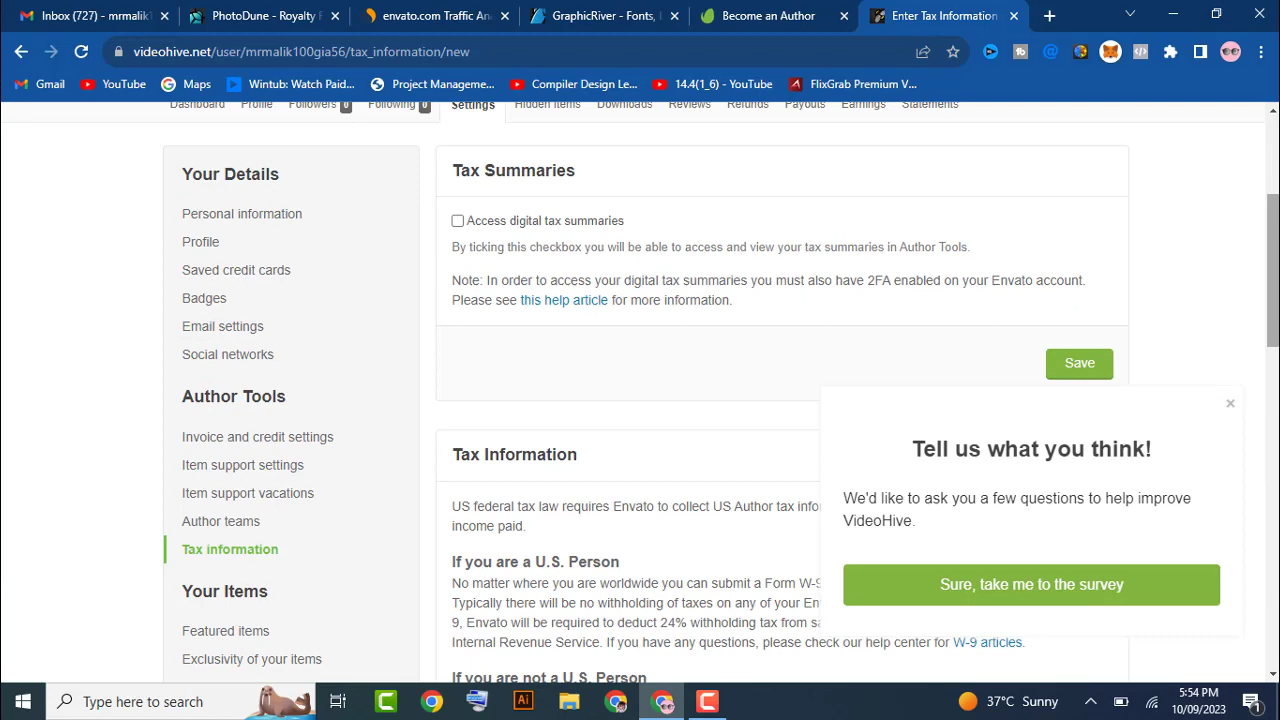 Inbox (727) - mrmalik
PhotoDune - Royalty F
envato.com Traffic An
GraphicRiver - Fonts, L
Become an Author
Enter Tax Information
videohive.net/user/mrmalik100gia56/tax_information/new
Gmail
YouTube
Maps
Wintub: Watch Paid...
Project Manageme...
Compiler Design Le...
14.4(1_6) - YouTube
FlixGrab Premium V...
Dashboard
Profile
Followers 0
Following 0
Settings
Hidden Items
Downloads
Reviews
Refunds
Payouts
Earnings
Statements
Your Details
Personal information
Profile
Saved credit cards
Badges
Email settings
Social networks
Author Tools
Invoice and credit settings
Item support settings
Item support vacations
Author teams
Tax information
Your Items
Featured items
Exclusivity of your items
Tax Summaries
Access digital tax summaries
By ticking this checkbox you will be able to access and view your tax summaries in Author Tools.
Note: In order to access your digital tax summaries you must also have 2FA enabled on your Envato account.
Please see this help article for more information.
Save
Tax Information
US federal tax law requires Envato to collect US Author tax info
income paid.
If you are a U.S. Person
No matter where you are worldwide you can submit a Form W-9
Typically there will be no withholding of taxes on any of your En
9, Envato will be required to deduct 24% withholding tax from sa
Internal Revenue Service. If you have any questions, please check our help center for W-9 articles.
If you are not a U.S. Person
Tell us what you think!
We'd like to ask you a few questions to help improve
VideoHive.
Sure, take me to the survey
Type here to search
Ai
37°C Sunny
5:54 PM
10/09/2023
1